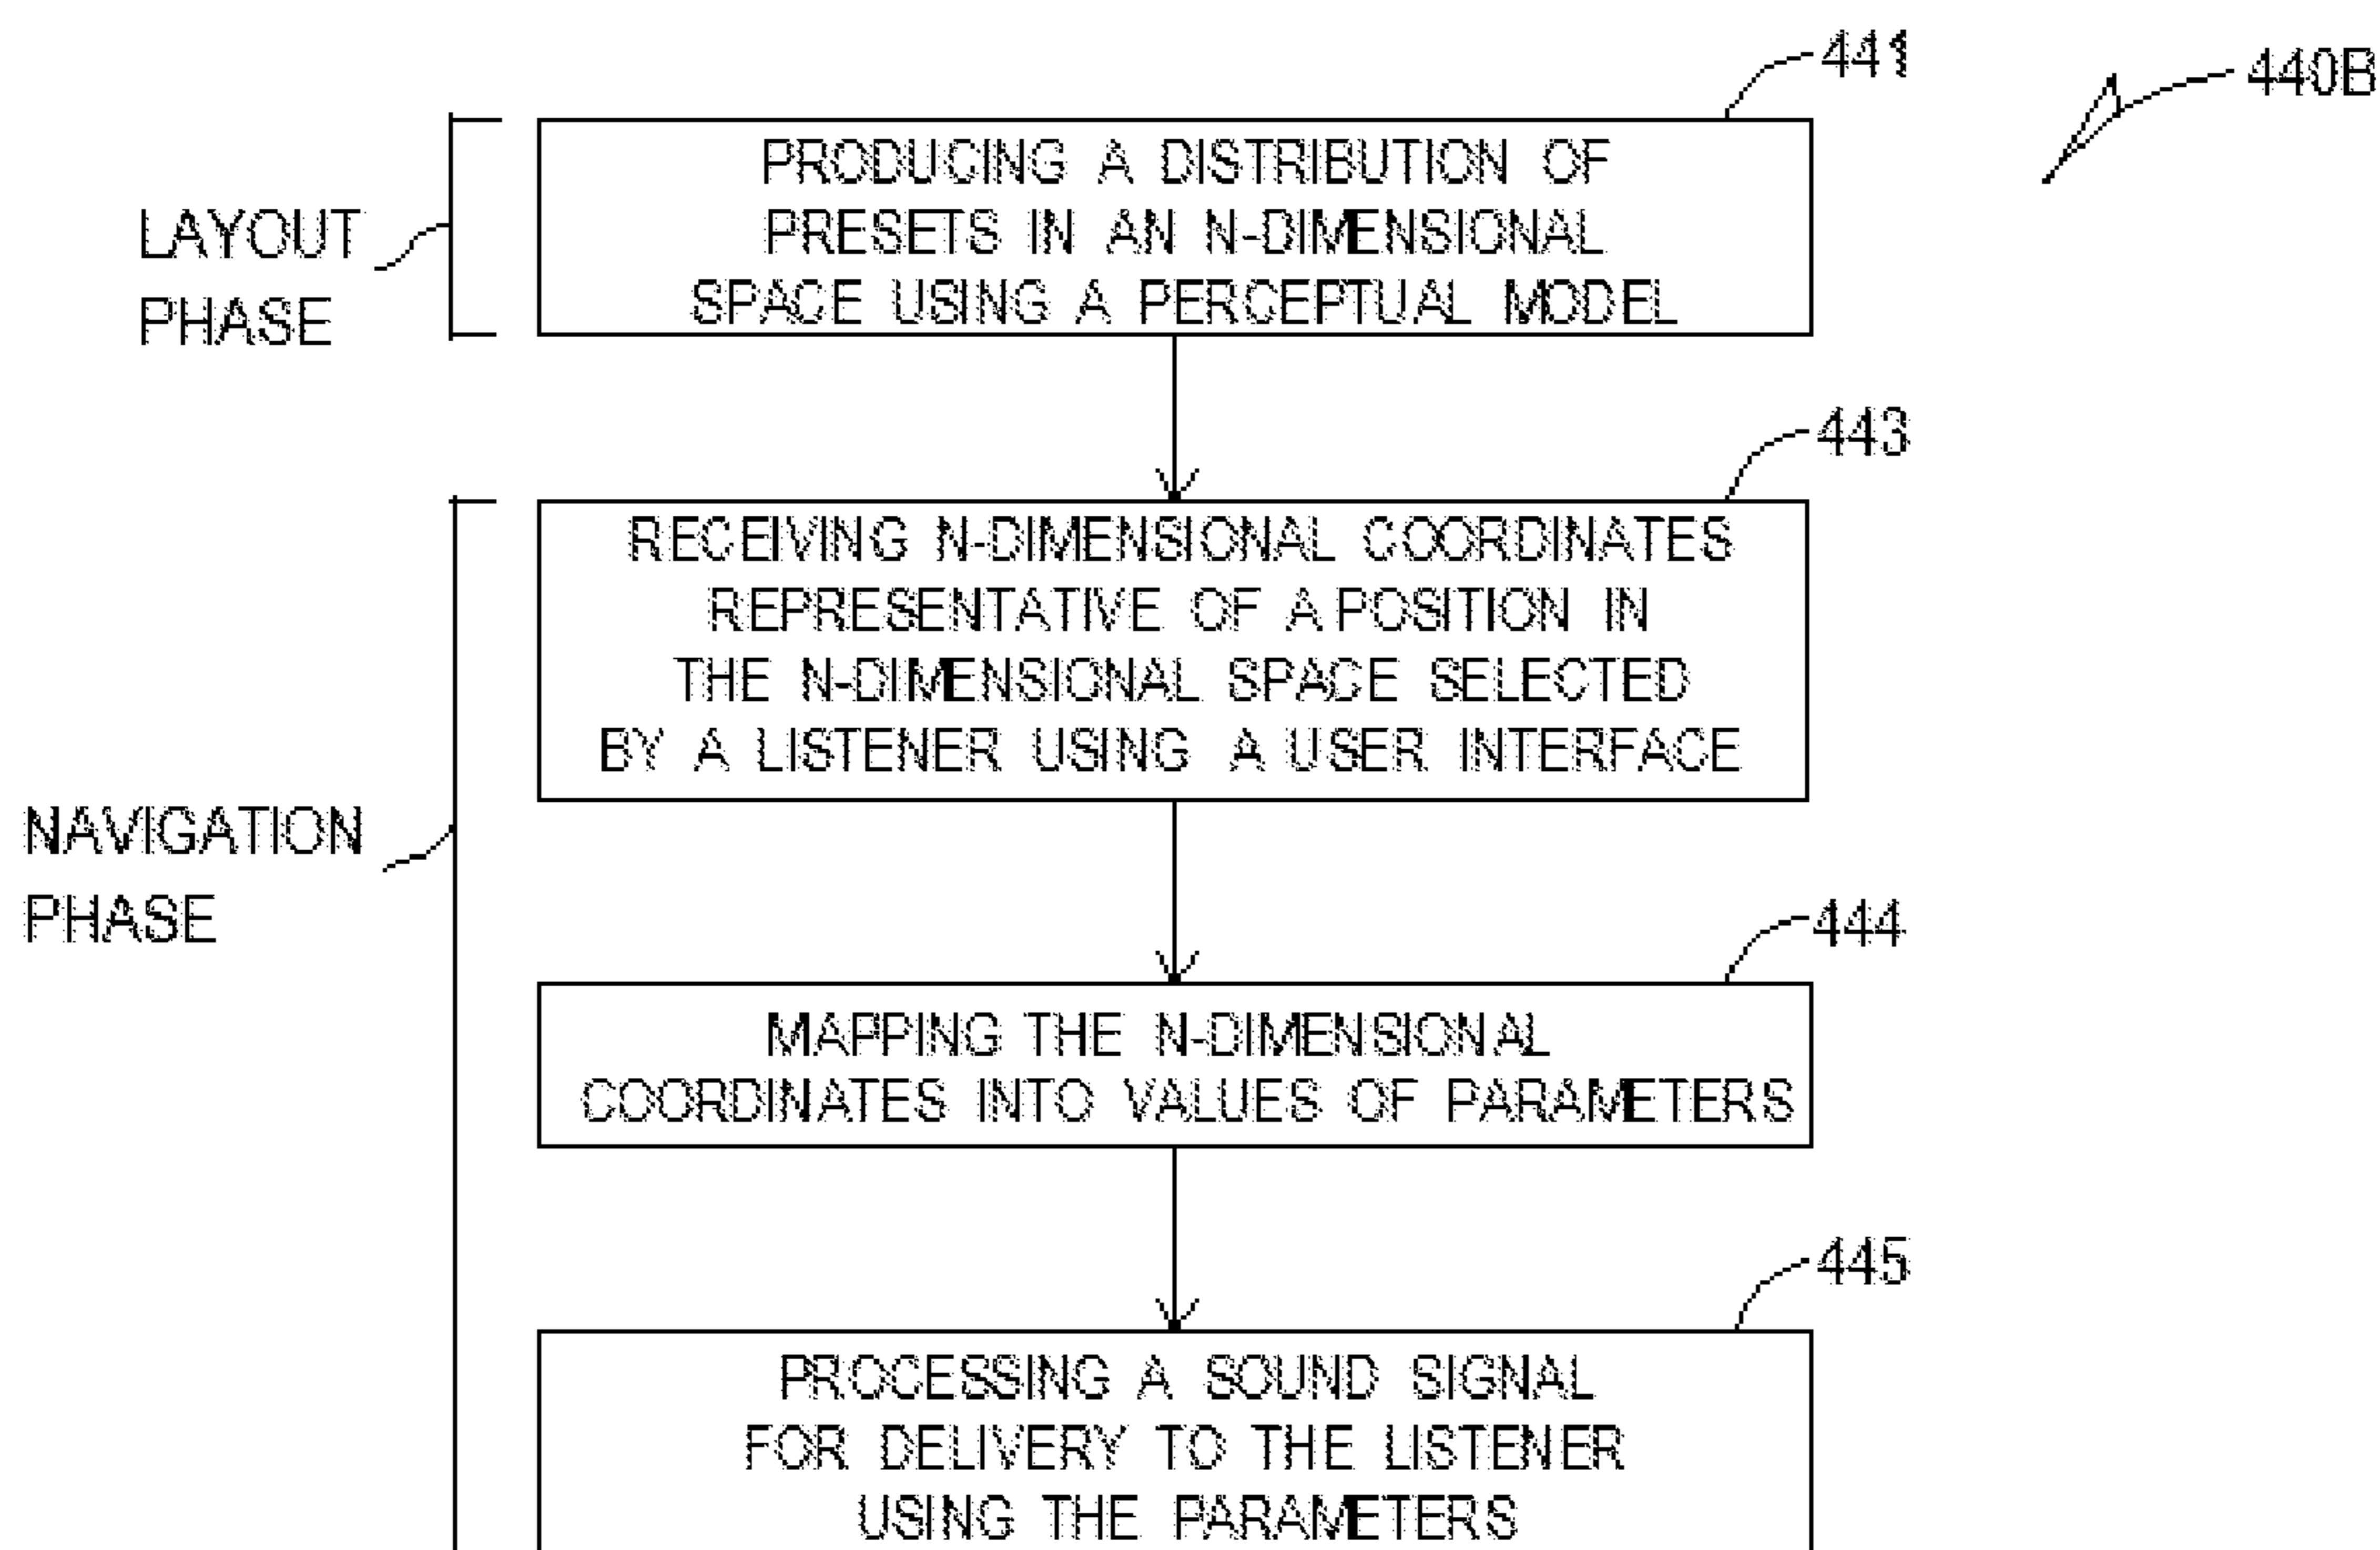 441
440B
PRODUCING A DISTRIBUTION OF
PRESETS IN AN N-DIMENSIONAL
SPACE USING A PERCEPTUAL MODEL
LAYOUT
PHASE
443
RECEIVING N-DIMENSIONAL COORDINATES
REPRESENTATIVE OF A POSITION IN
THE N-DIMENSIONAL SPACE SELECTED
BY A LISTENER USING A USER INTERFACE
NAVIGATION
PHASE
444
MAPPING THE N-DIMENSIONAL
COORDINATES INTO VALUES OF PARAMETERS
445
PROCESSING A SOUND SIGNAL
FOR DELIVERY TO THE LISTENER
USING THE PARAMETERS